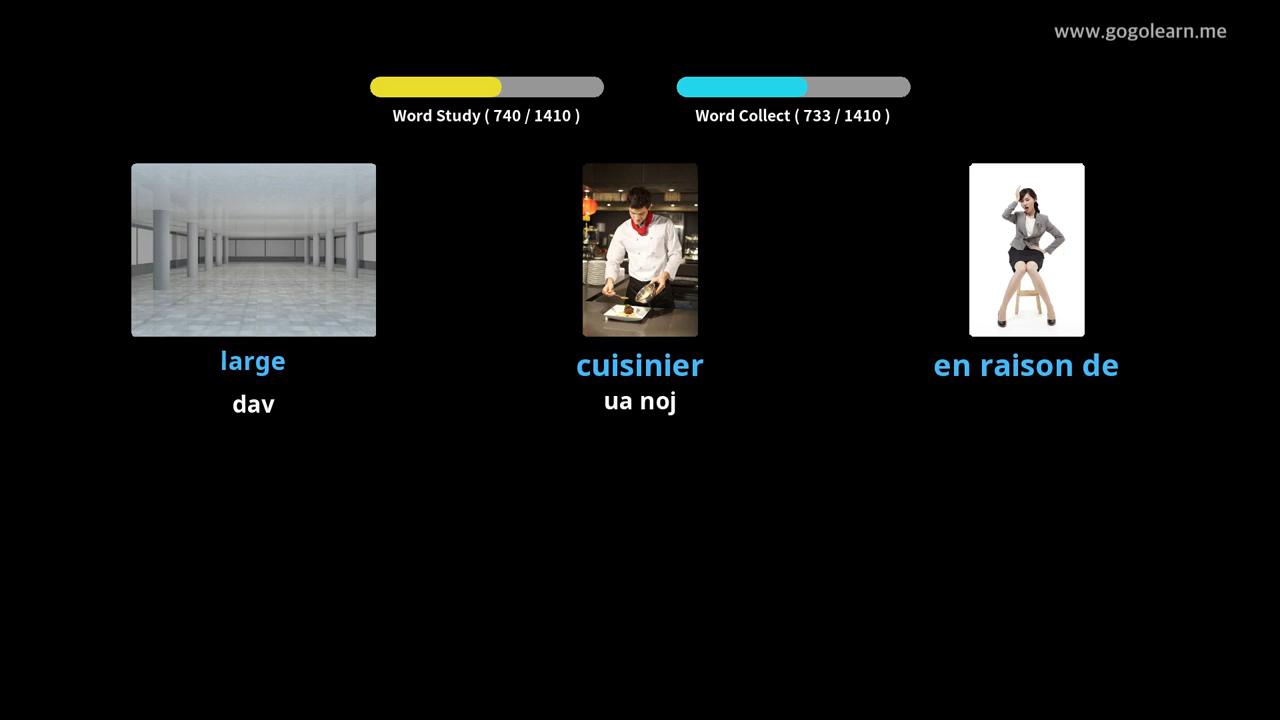 www.gogolearn.me
Word Study ( 740 / 1410 )
Word Collect ( 733 / 1410 )
large
cuisinier
en raison de
dav
ua noj